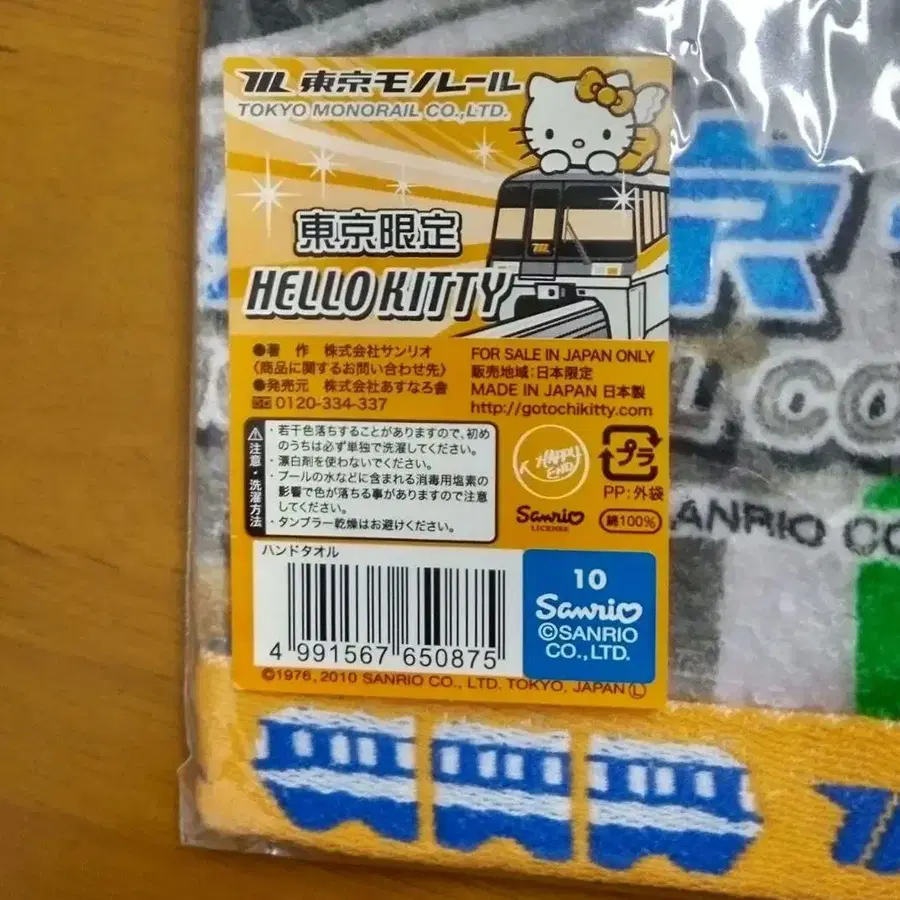 東京モノレール
TOKYO MONORAIL CO.,LTD.
東京限定
HELLO KITTY
●著 作 株式会社サンリオ
〈商品に関するお問い合わせ先〉
●発売元 株式会社あすなろ舎
0120-334-337
FOR SALE IN JAPAN ONLY
販売地域:日本限定
MADE IN JAPAN 日本製
http://gotochikitty.com
⚠注意・洗濯方法
・若干色落ちすることがありますので、初め
のうちは必ず単独で洗濯してください。
・漂白剤を使わないでください。
・プールの水などに含まれる消毒用塩素の
影響で色が落ちる事がありますので注意
してください。
・タンブラー乾燥はお避けください。
HAPPY
END
Sanrio
LICENSE
プラ
PP:外袋
綿100%
ハンドタオル
4 991567 650875
10
Sanrio
©SANRIO
CO.,LTD.
©1976, 2010 SANRIO CO., LTD. TOKYO, JAPAN Ⓛ
L CO
SANRIO CO